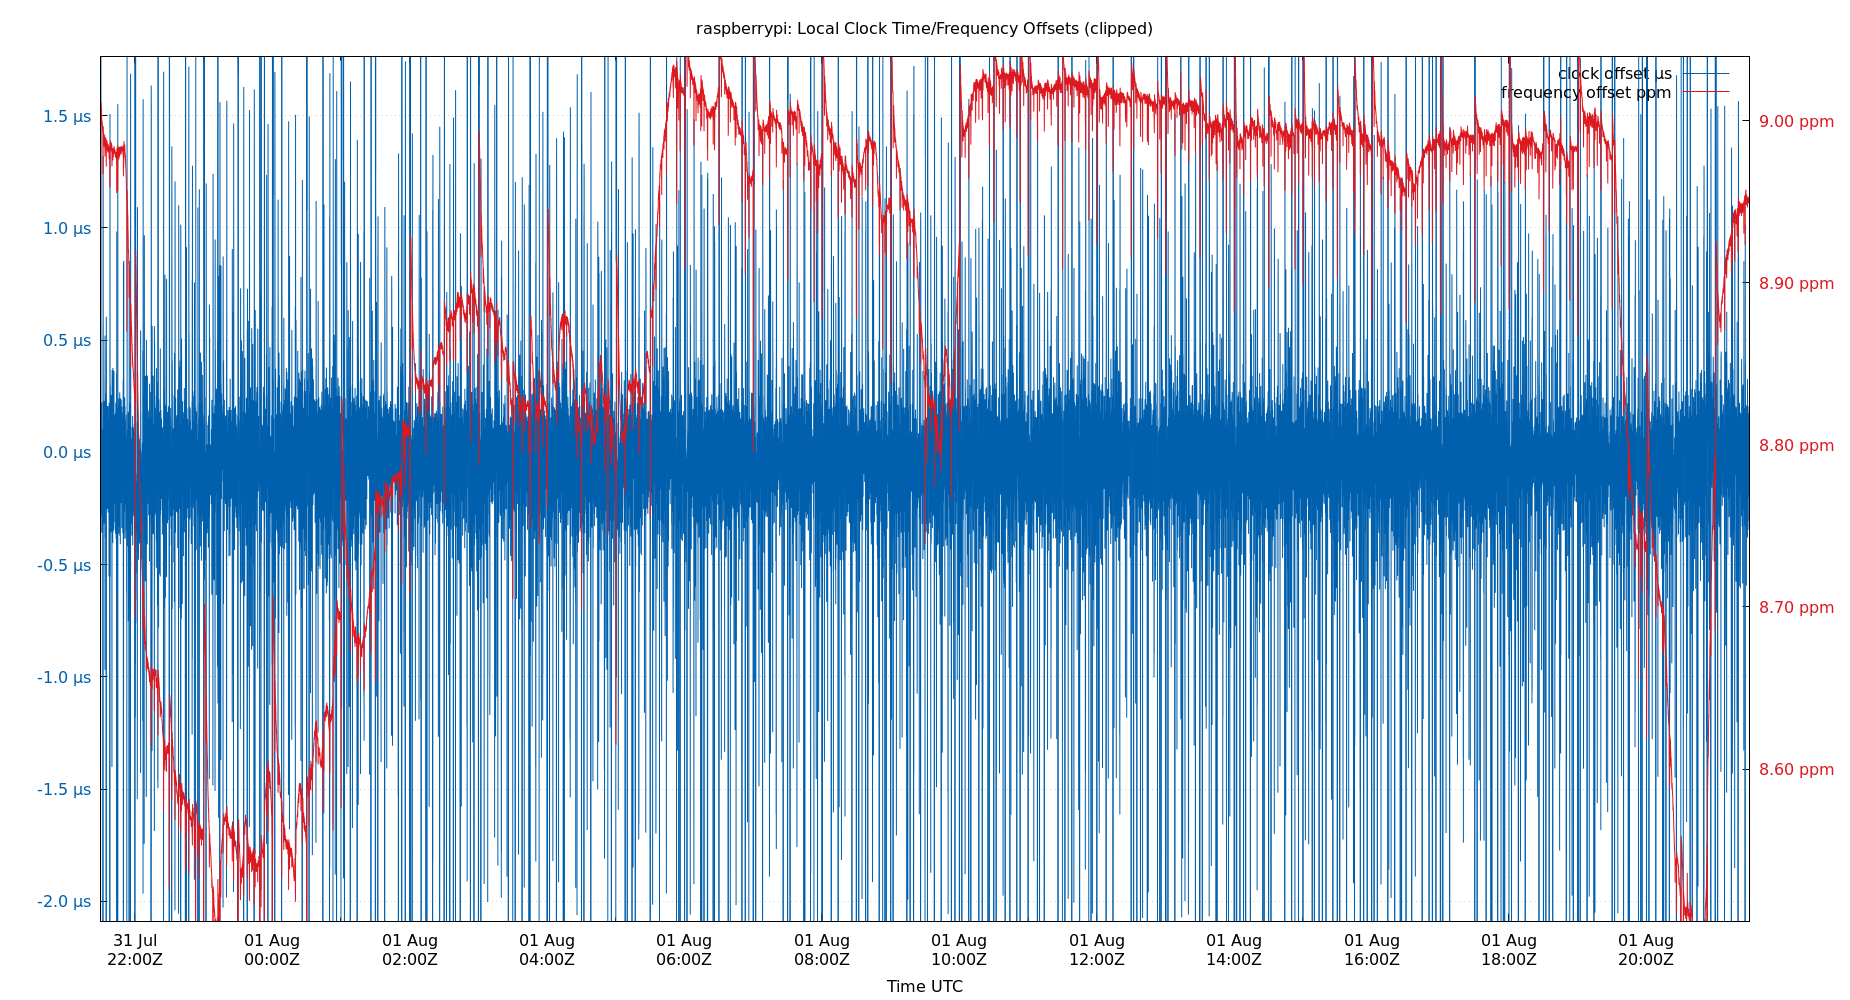 raspberrypi: Local Clock Time/Frequency Offsets (clipped)
clock offset µs
frequency offset ppm
1.5 µs
1.0 µs
0.5 µs
0.0 µs
-0.5 µs
-1.0 µs
-1.5 µs
-2.0 µs
9.00 ppm
8.90 ppm
8.80 ppm
8.70 ppm
8.60 ppm
31 Jul 01 Aug 01 Aug 01 Aug 01 Aug 01 Aug 01 Aug 01 Aug 01 Aug 01 Aug 01 Aug 01 Aug
22:00Z 00:00Z 02:00Z 04:00Z 06:00Z 08:00Z 10:00Z 12:00Z 14:00Z 16:00Z 18:00Z 20:00Z
Time UTC